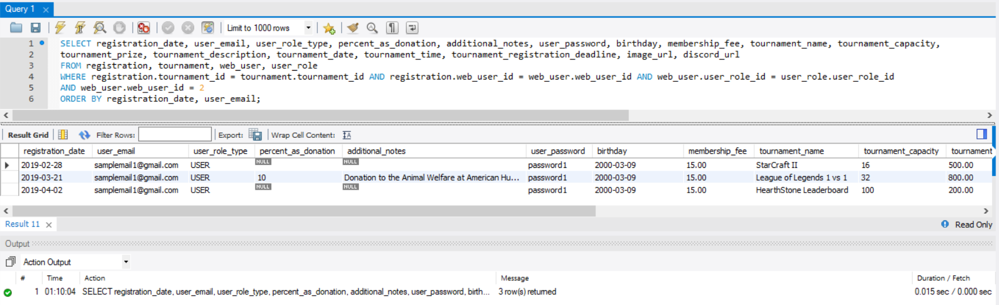 Query 1
Limit to 1000 rows
1 SELECT registration_date, user_email, user_role_type, percent_as_donation, additional_notes, user_password, birthday, membership_fee, tournament_name, tournament_capacity,
2 tournament_prize, tournament_description, tournament_date, tournament_time, tournament_registration_deadline, image_url, discord_url
3 FROM registration, tournament, web_user, user_role
4 WHERE registration.tournament_id = tournament.tournament_id AND registration.web_user_id = web_user.web_user_id AND web_user.user_role_id = user_role.user_role_id
5 AND web_user.web_user_id = 2
6 ORDER BY registration_date, user_email;
Result Grid Filter Rows: Export: Wrap Cell Content: IA
registration_date user_email user_role_type percent_as_donation additional_notes user_password birthday membership_fee tournament_name tournament_capacity tournament
2019-02-28 samplemail1@gmail.com USER NULL NULL password1 2000-03-09 15.00 StarCraft II 16 500.00
2019-03-21 samplemail1@gmail.com USER 10 Donation to the Animal Welfare at American Hu... password1 2000-03-09 15.00 League of Legends 1 vs 1 32 800.00
2019-04-02 samplemail1@gmail.com USER NULL NULL password1 2000-03-09 15.00 HearthStone Leaderboard 100 200.00
Result 11 Read Only
Output
Action Output
# Time Action Message Duration / Fetch
1 01:10:04 SELECT registration_date, user_email, user_role_type, percent_as_donation, additional_notes, user_password, birth... 3 row(s) returned 0.015 sec / 0.000 sec